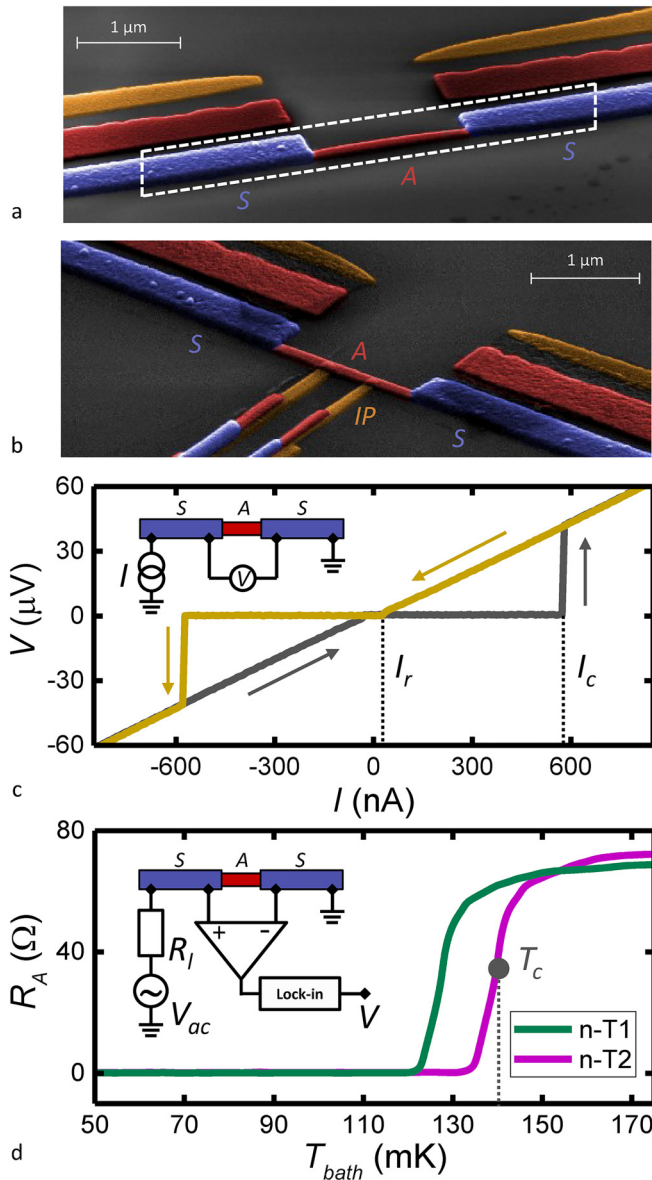 1 μm
S
A
S
a
1 μm
S
A
IP
S
b
60
30
0
-30
-60
V (μV)
S A S
I
V
I_r
I_c
-600 -300 0 300 600
I (nA)
c
80
40
0
R_A (Ω)
S A S
R_l
V_ac
+ -
Lock-in
V
T_c
n-T1
n-T2
50 70 90 110 130 150 170
T_bath (mK)
d